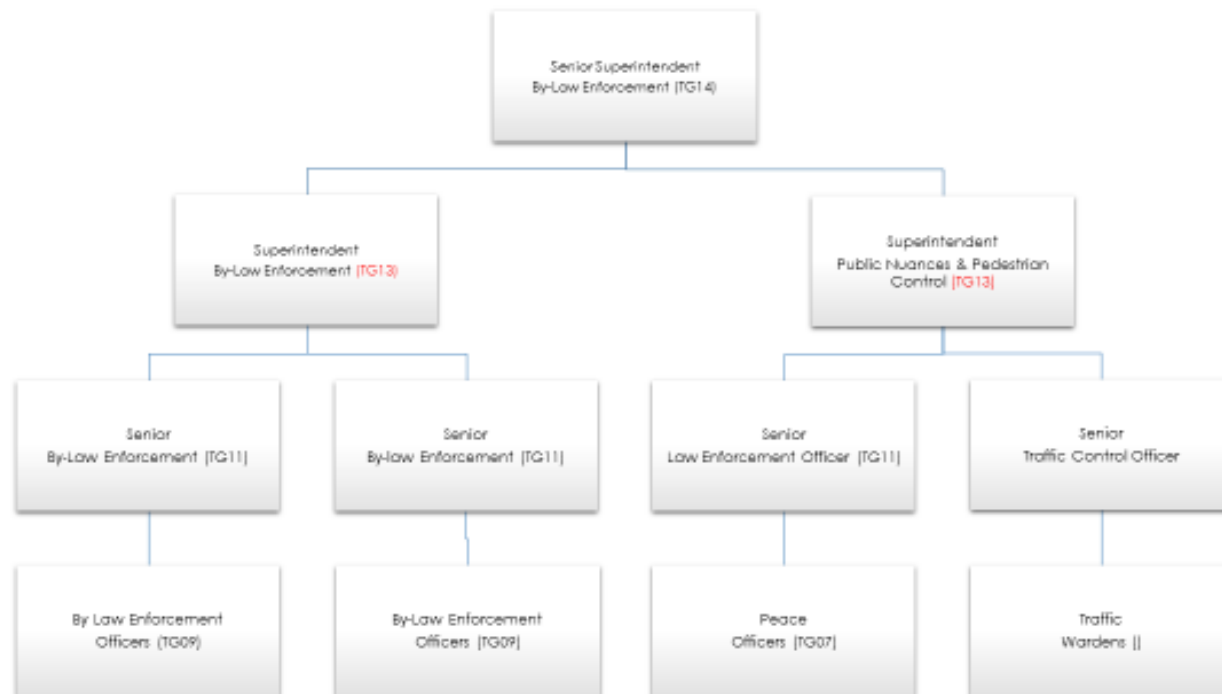 Senior Superintendent
By-Law Enforcement (TG14)
Superintendent
By-Law Enforcement (TG13)
Superintendent
Public Nuances & Pedestrian
Control (TG13)
Senior
By-Law Enforcement (TG11)
Senior
By-law Enforcement (TG11)
Senior
Law Enforcement Officer (TG11)
Senior
Traffic Control Officer
By Law Enforcement
Officers (TG09)
By-Law Enforcement
Officers (TG09)
Peace
Officers (TG07)
Traffic
Wardens ()